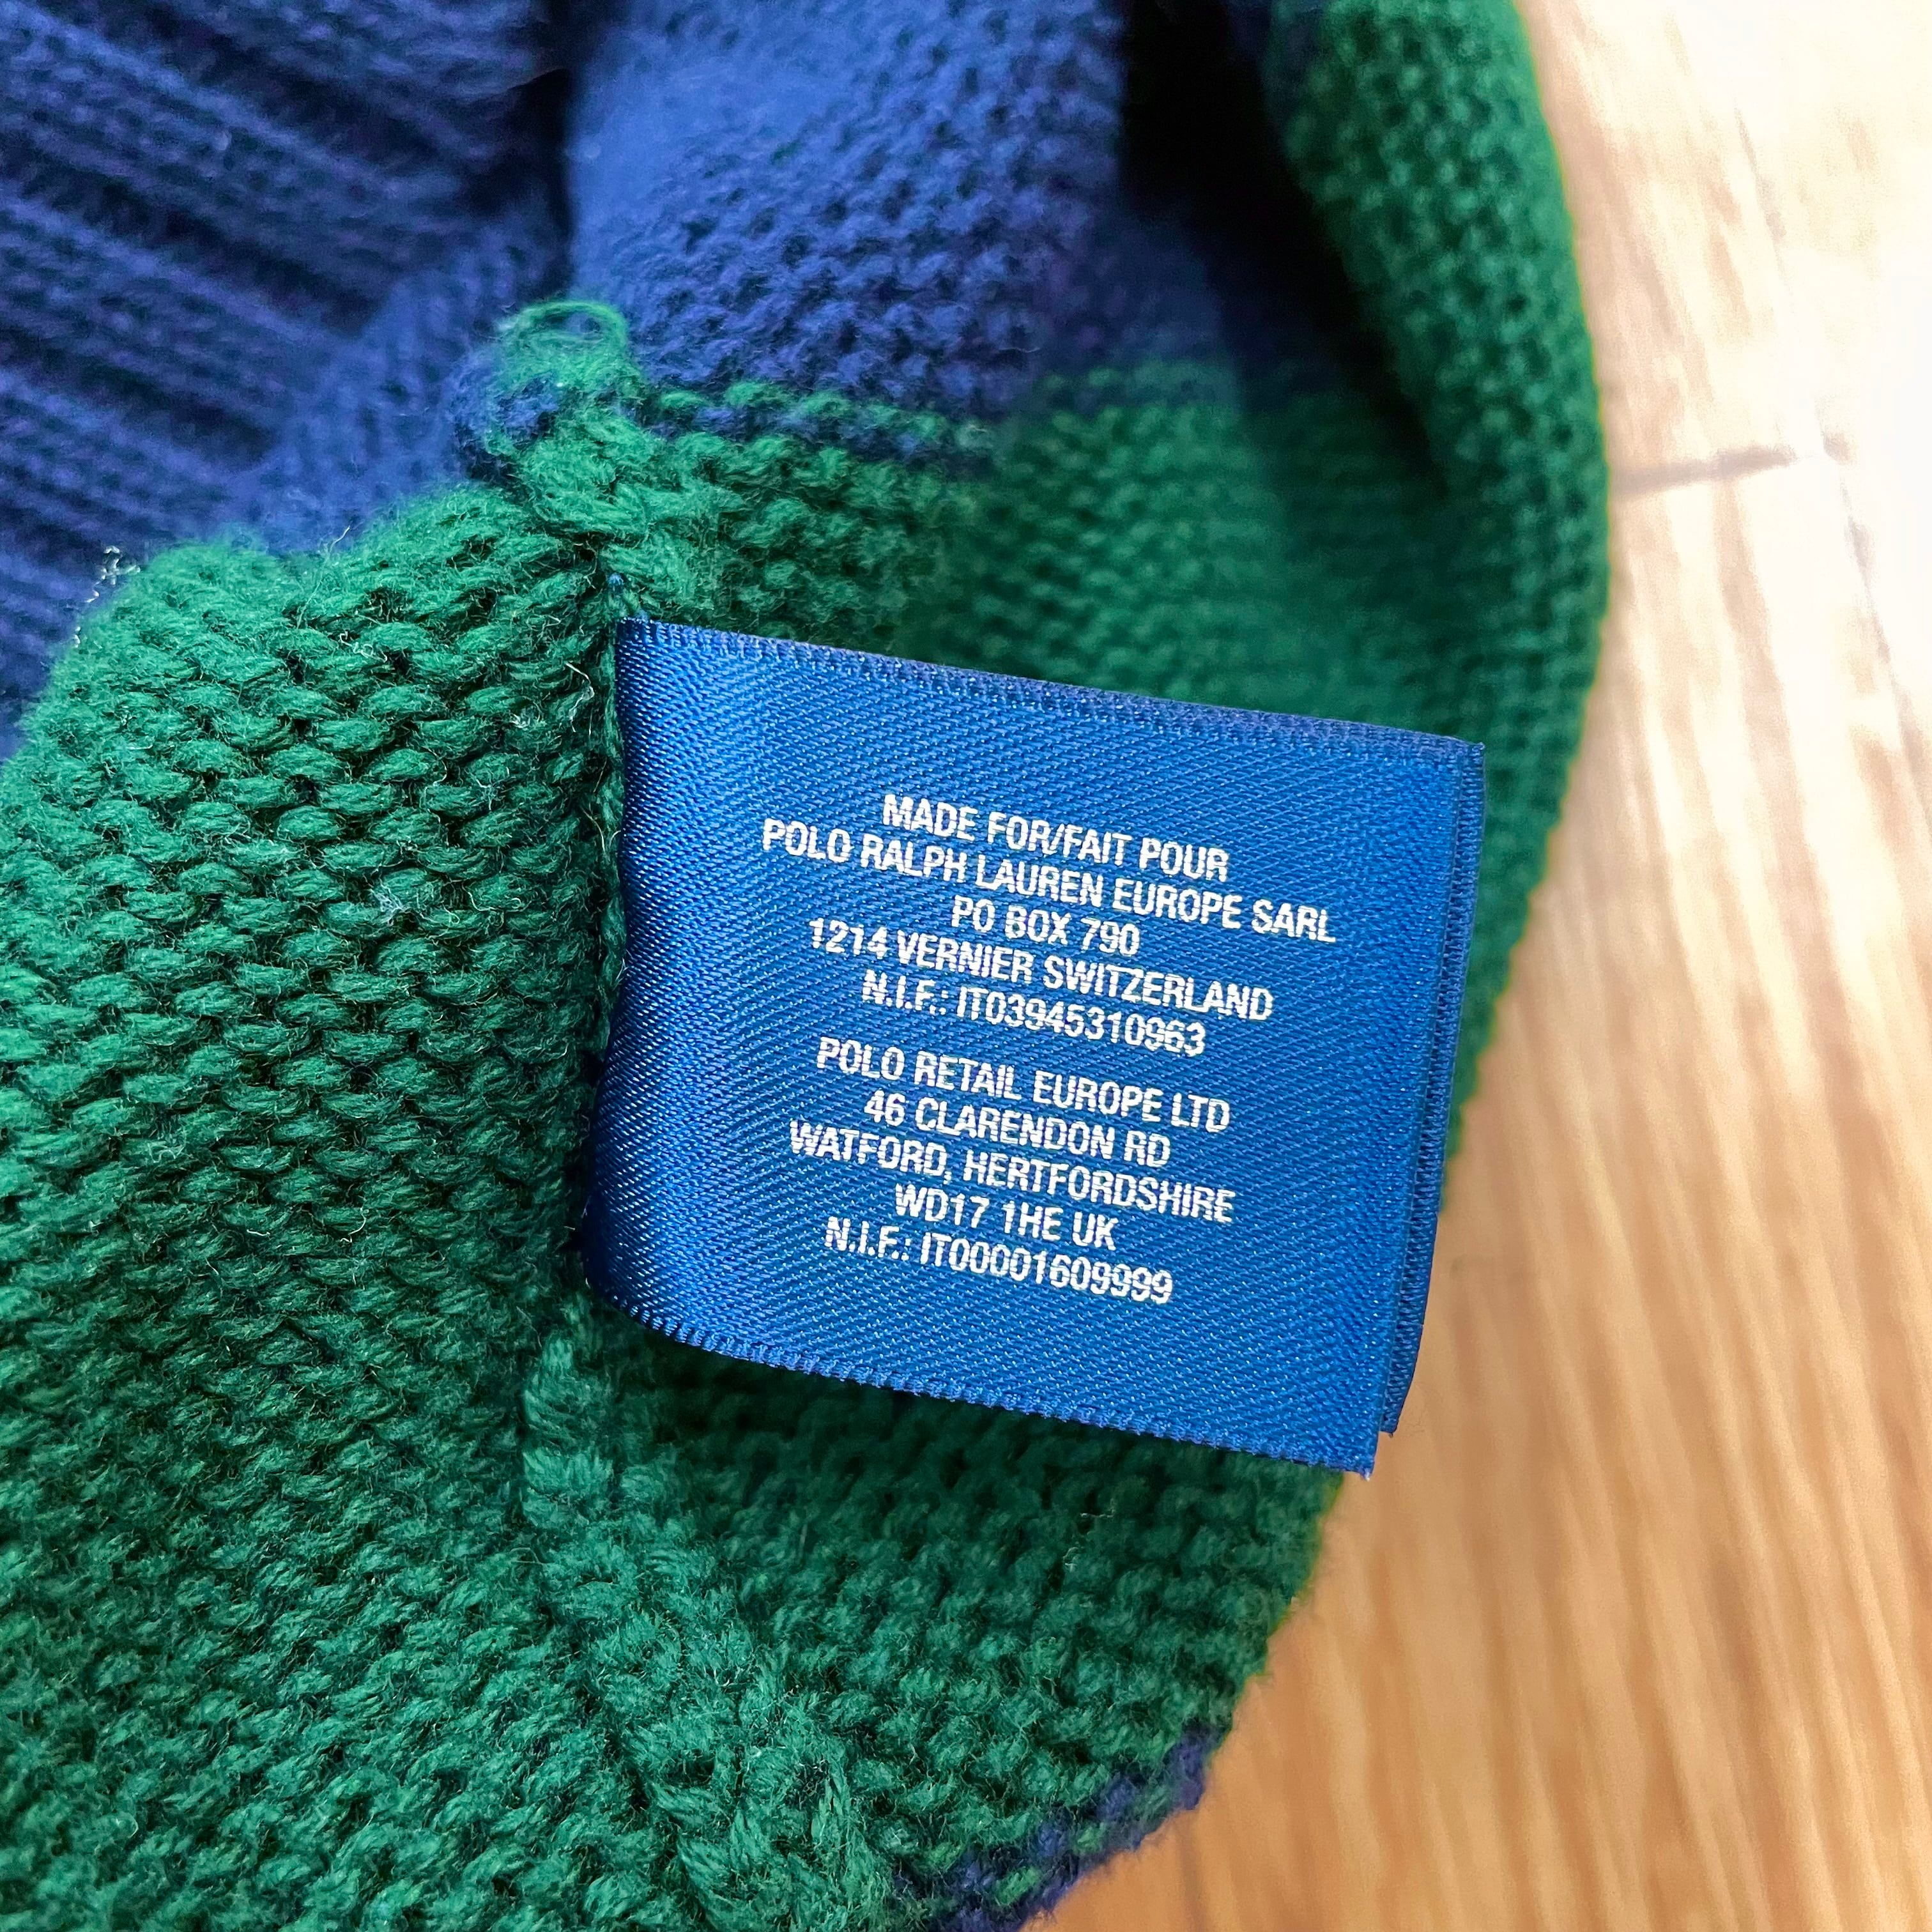 MADE FOR/FAIT POUR
POLO RALPH LAUREN EUROPE SARL
PO BOX 790
1214 VERNIER SWITZERLAND
N.I.F.: IT03945310963
POLO RETAIL EUROPE LTD
46 CLARENDON RD
WATFORD, HERTFORDSHIRE
WD17 1HE UK
N.I.F.: IT00001609999